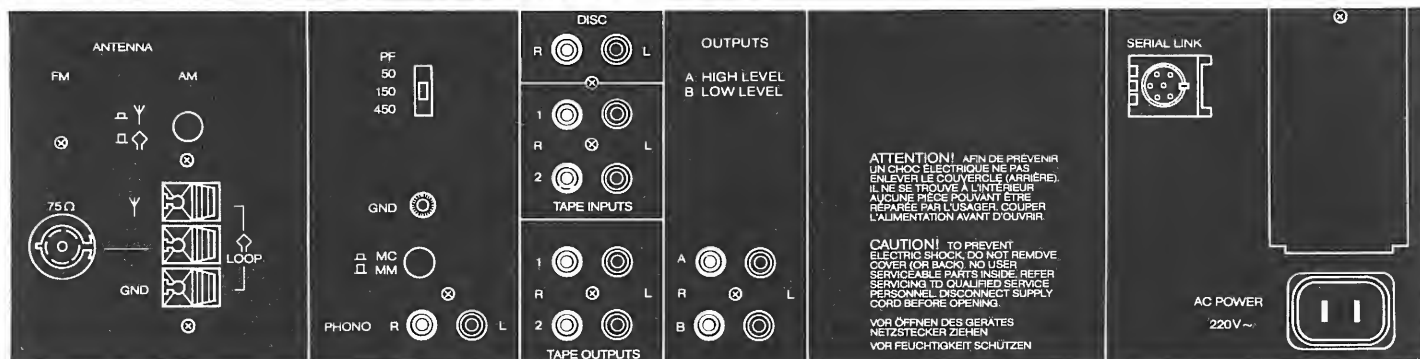 ANTENNA
FM
AM
75Ω
LOOP
GND
PF
50
150
450
GND
MC
MM
PHONO R L
DISC
R L
1
R L
2
TAPE INPUTS
1
R L
2
TAPE OUTPUTS
OUTPUTS
A: HIGH LEVEL
B: LOW LEVEL
A
R L
B
ATTENTION! AFIN DE PRÉVENIR
UN CHOC ÉLECTRIQUE NE PAS
ENLEVER LE COUVERCLE (ARRIÈRE).
IL NE SE TROUVE À L'INTÉRIEUR
AUCUNE PIÈCE POUVANT ÊTRE
RÉPARÉE PAR L'USAGER. COUPER
L'ALIMENTATION AVANT D'OUVRIR.
CAUTION! TO PREVENT
ELECTRIC SHOCK, DO NOT REMOVE
COVER (OR BACK). NO USER
SERVICEABLE PARTS INSIDE. REFER
SERVICING TO QUALIFIED SERVICE
PERSONNEL. DISCONNECT SUPPLY
CORD BEFORE OPENING.
VOR ÖFFNEN DES GERÄTES
NETZSTECKER ZIEHEN
VOR FEUCHTIGKEIT SCHÜTZEN
SERIAL LINK
AC POWER
220V~